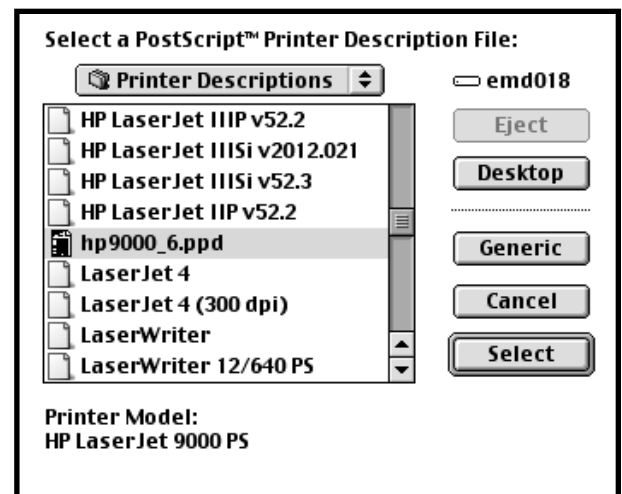 Select a PostScript™ Printer Description File:
Printer Descriptions
emd018
HP LaserJet IIIP v52.2
HP LaserJet IIISi v2012.021
HP LaserJet IIISi v52.3
HP LaserJet IIP v52.2
hp9000_6.ppd
LaserJet 4
LaserJet 4 (300 dpi)
LaserWriter
LaserWriter 12/640 PS
Eject
Desktop
Generic
Cancel
Select
Printer Model:
HP LaserJet 9000 PS